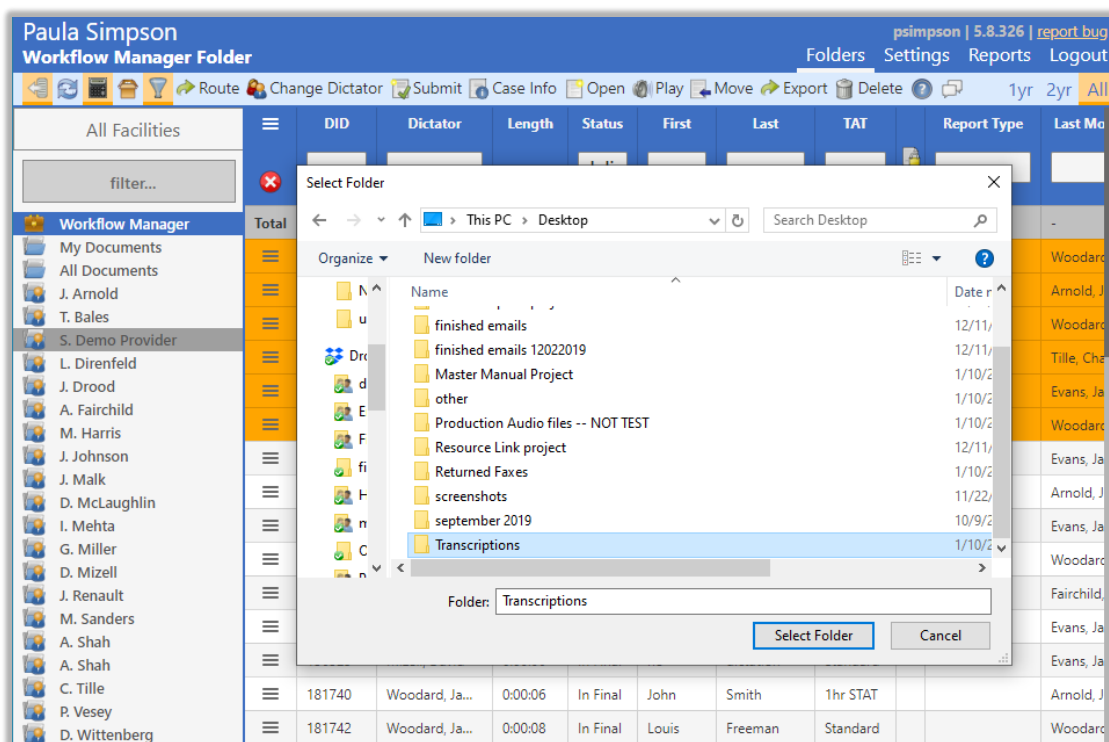 Paula Simpson
psimpson | 5.8.326 | report bug
Workflow Manager Folder
Folders Settings Reports Logout
Route Change Dictator Submit Case Info Open Play Move Export Delete 1yr 2yr All
All Facilities
DID Dictator Length Status First Last TAT Report Type Last Mo
filter...
Workflow Manager
My Documents
All Documents
J. Arnold
T. Bales
S. Demo Provider
L. Direnfeld
J. Drood
A. Fairchild
M. Harris
J. Johnson
J. Malk
D. McLaughlin
I. Mehta
G. Miller
D. Mizell
J. Renault
M. Sanders
A. Shah
A. Shah
C. Tille
P. Vesey
D. Wittenberg
Total
-
Select Folder
This PC > Desktop
Search Desktop
Organize New folder
Name
Date r
N
u
Dro
d
E
F
fi
H
m
O
finished emails 12/11/
finished emails 12022019 12/11/
Master Manual Project 1/10/2
other 1/10/2
Production Audio files -- NOT TEST 1/10/2
Resource Link project 12/11/
Returned Faxes 1/10/2
screenshots 11/22/
september 2019 10/9/2
Transcriptions 1/10/2
Folder: Transcriptions
Select Folder Cancel
Woodard
Arnold, J
Woodard
Tille, Cha
Evans, Ja
Woodard
Evans, Ja
Arnold, J
Evans, Ja
Woodard
Fairchild,
Evans, Ja
Evans, Ja
181740 Woodard, Ja... 0:00:06 In Final John Smith 1hr STAT Arnold, J
181742 Woodard, Ja... 0:00:08 In Final Louis Freeman Standard Woodard